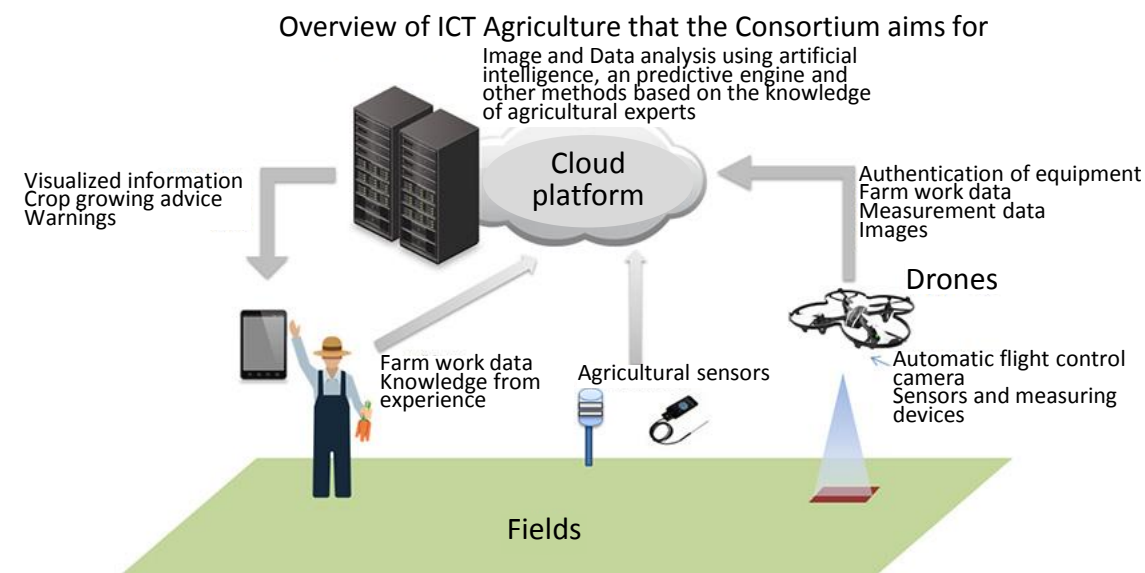 Overview of ICT Agriculture that the Consortium aims for
Image and Data analysis using artificial
intelligence, an predictive engine and
other methods based on the knowledge
of agricultural experts
Cloud
platform
Visualized information
Crop growing advice
Warnings
Authentication of equipment
Farm work data
Measurement data
Images
Drones
Farm work data
Knowledge from
experience
Agricultural sensors
Automatic flight control
camera
Sensors and measuring
devices
Fields